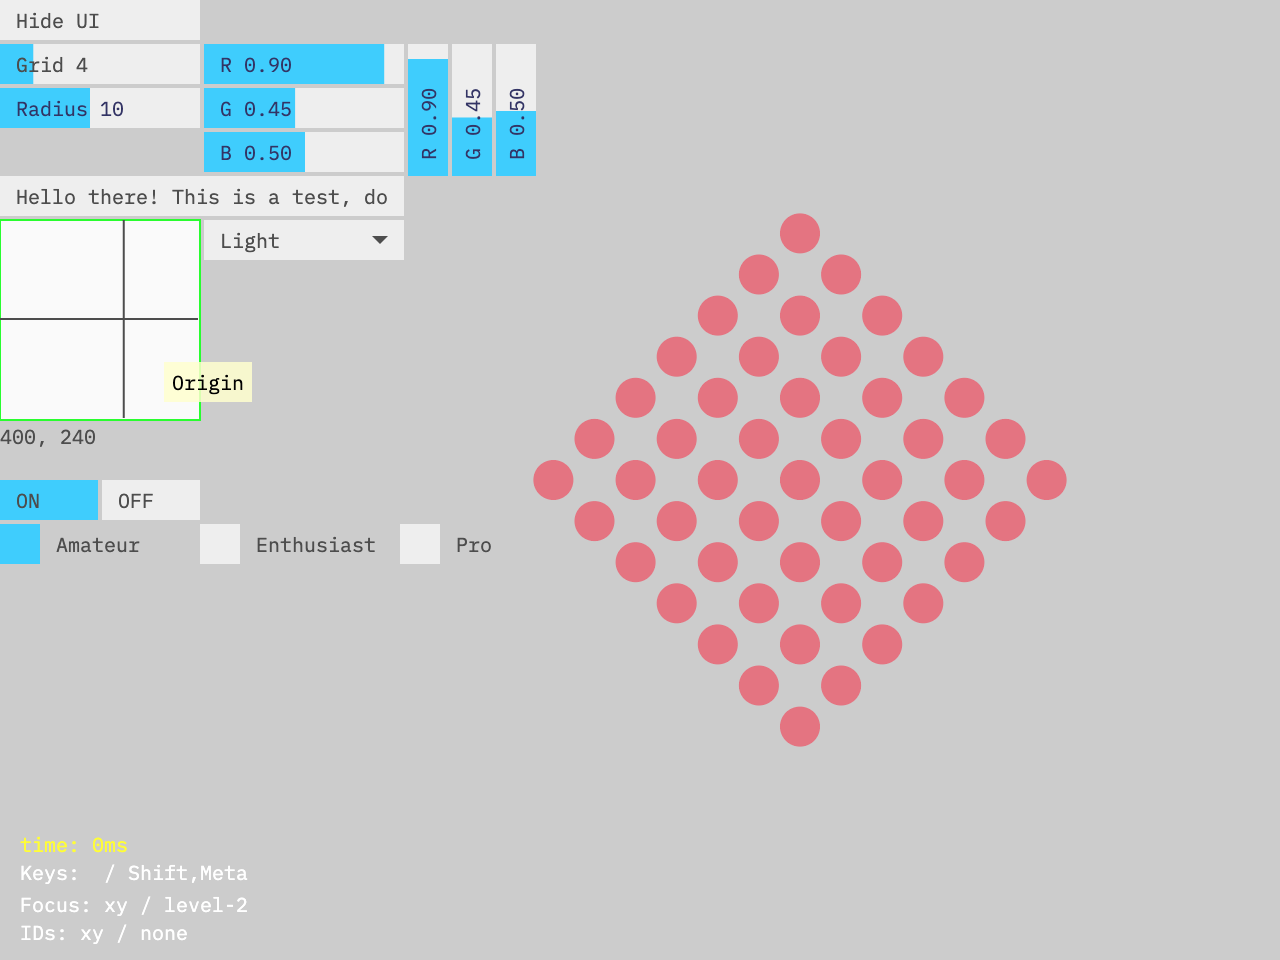 Hide UI
Grid 4
R 0.90
Radius 10
G 0.45
B 0.50
R 0.90
G 0.45
B 0.50
Hello there! This is a test, do
Light
Origin
400, 240
ON
OFF
Amateur
Enthusiast
Pro
time: 0ms
Keys:  / Shift,Meta
Focus: xy / level-2
IDs: xy / none